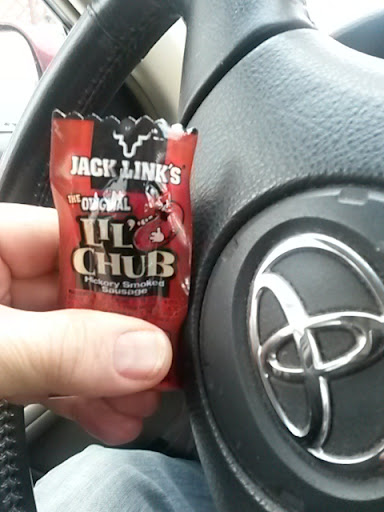 JACK LINK'S
THE ORIGINAL
LIL'
CHUB
Hickory Smoked
Sausage